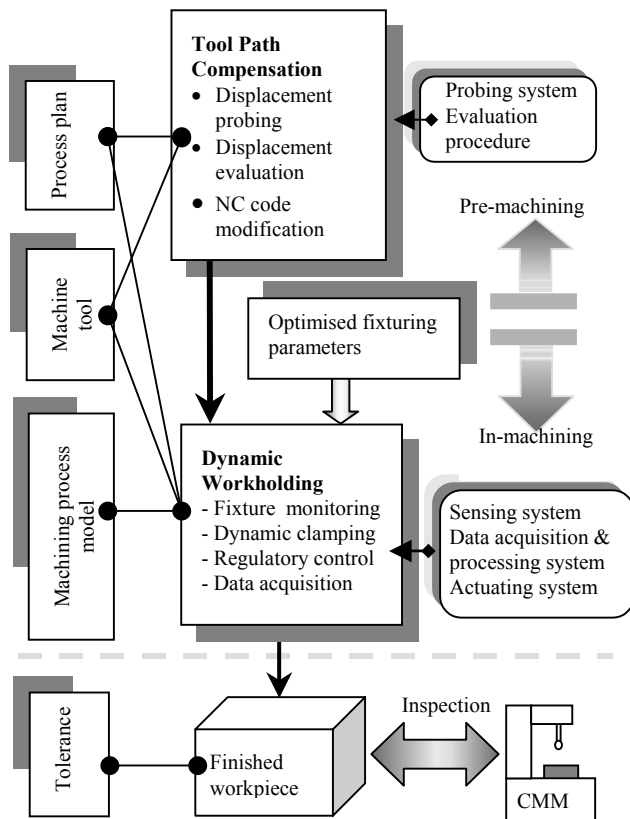 Tool Path
Compensation
• Displacement
probing
• Displacement
evaluation
• NC code
modification
Probing system
Evaluation
procedure
Process plan
Pre-machining
Machine
tool
Optimised fixturing
parameters
In-machining
Machining process
model
Dynamic
Workholding
- Fixture monitoring
- Dynamic clamping
- Regulatory control
- Data acquisition
Sensing system
Data acquisition &
processing system
Actuating system
Tolerance
Finished
workpiece
Inspection
CMM